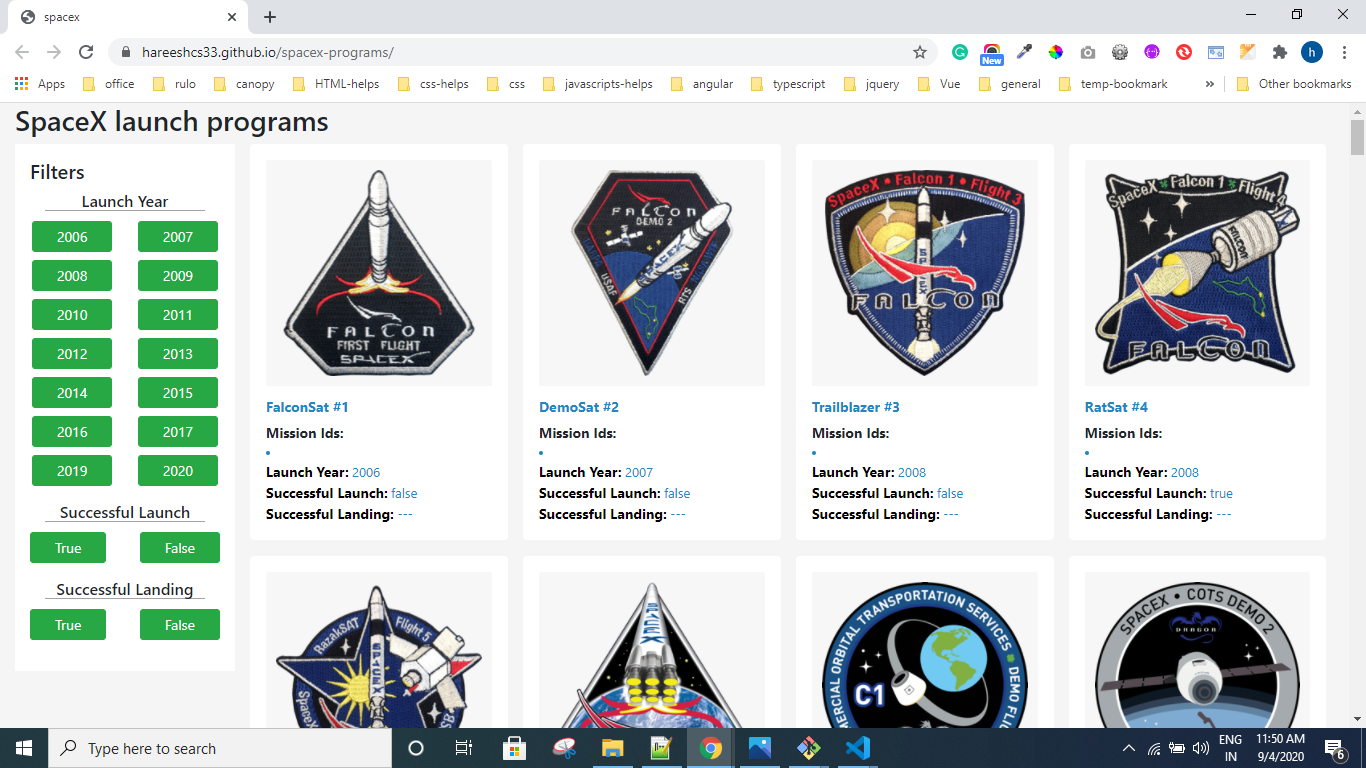 spacex
hareeshcs33.github.io/spacex-programs/
New
h
Apps office rulo canopy HTML-helps css-helps css javascripts-helps angular typescript jquery Vue general temp-bookmark » Other bookmarks
SpaceX launch programs
Filters
Launch Year
2006 2007
2008 2009
2010 2011
2012 2013
2014 2015
2016 2017
2019 2020
Successful Launch
True False
Successful Landing
True False
FALCON
FIRST FLIGHT
SPACEX
FalconSat #1
Mission Ids:
Launch Year: 2006
Successful Launch: false
Successful Landing: ---
FALCON
DEMO 2
SPACEX
USAF
DemoSat #2
Mission Ids:
Launch Year: 2007
Successful Launch: false
Successful Landing: ---
SpaceX • Falcon 1 • Flight 3
SPACEX
FALCON
Trailblazer #3
Mission Ids:
Launch Year: 2008
Successful Launch: false
Successful Landing: ---
SpaceX Falcon 1 Flight 4
FALCON
FALCON
RatSat #4
Mission Ids:
Launch Year: 2008
Successful Launch: true
Successful Landing: ---
RazakSAT Flight 5
SPACEX
SpaceX
SPACEX
COMMERCIAL ORBITAL TRANSPORTATION SERVICES
DEMO
C1
SPACEX • COTS DEMO 2
DRAGON
Type here to search
ENG
IN
11:50 AM
9/4/2020
6